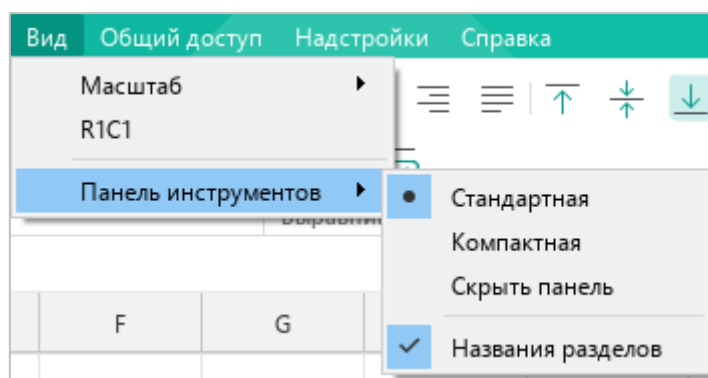 Вид Общий доступ Надстройки Справка
Масштаб
R1C1
Панель инструментов
Стандартная
Компактная
Скрыть панель
Названия разделов
F G